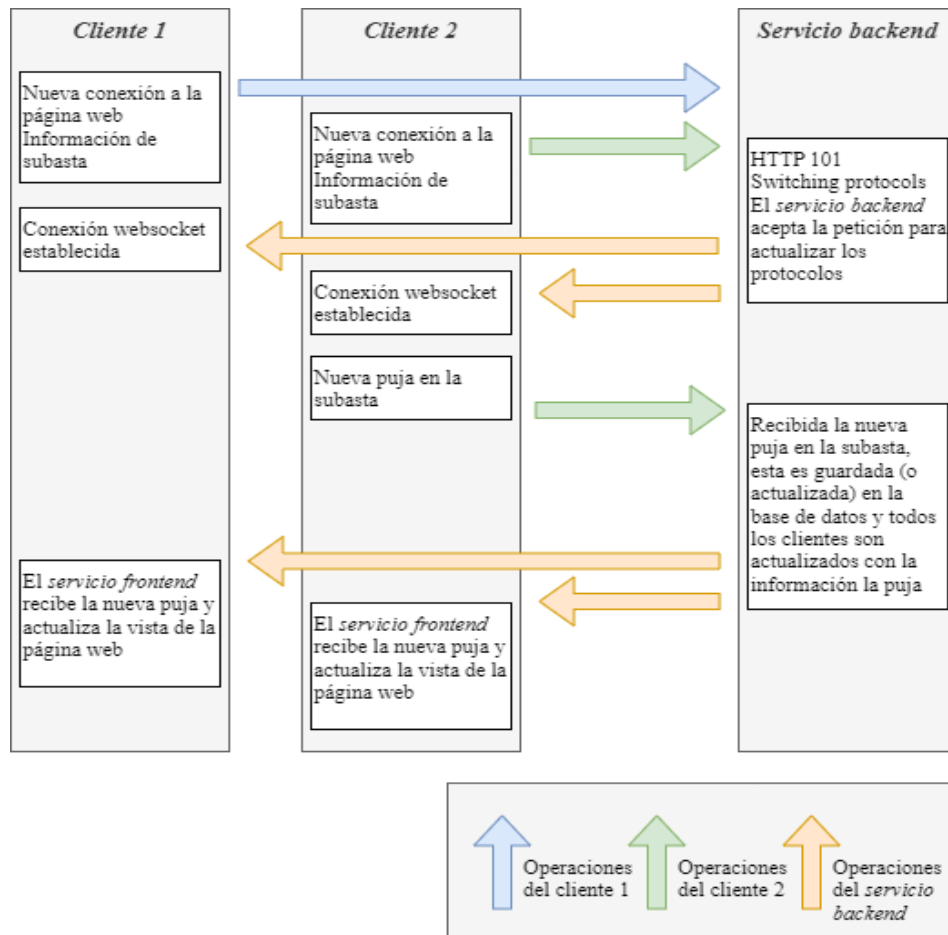 Cliente 1
Cliente 2
Servicio backend
Nueva conexión a la
página web
Información de
subasta
Nueva conexión a la
página web
Información de
subasta
HTTP 101
Switching protocols
El servicio backend
acepta la petición para
actualizar los
protocolos
Conexión websocket
establecida
Conexión websocket
establecida
Nueva puja en la
subasta
Recibida la nueva
puja en la subasta,
esta es guardada (o
actualizada) en la
base de datos y todos
los clientes son
actualizados con la
información la puja
El servicio frontend
recibe la nueva puja y
actualiza la vista de la
página web
El servicio frontend
recibe la nueva puja y
actualiza la vista de la
página web
Operaciones
del cliente 1
Operaciones
del cliente 2
Operaciones
del servicio
backend